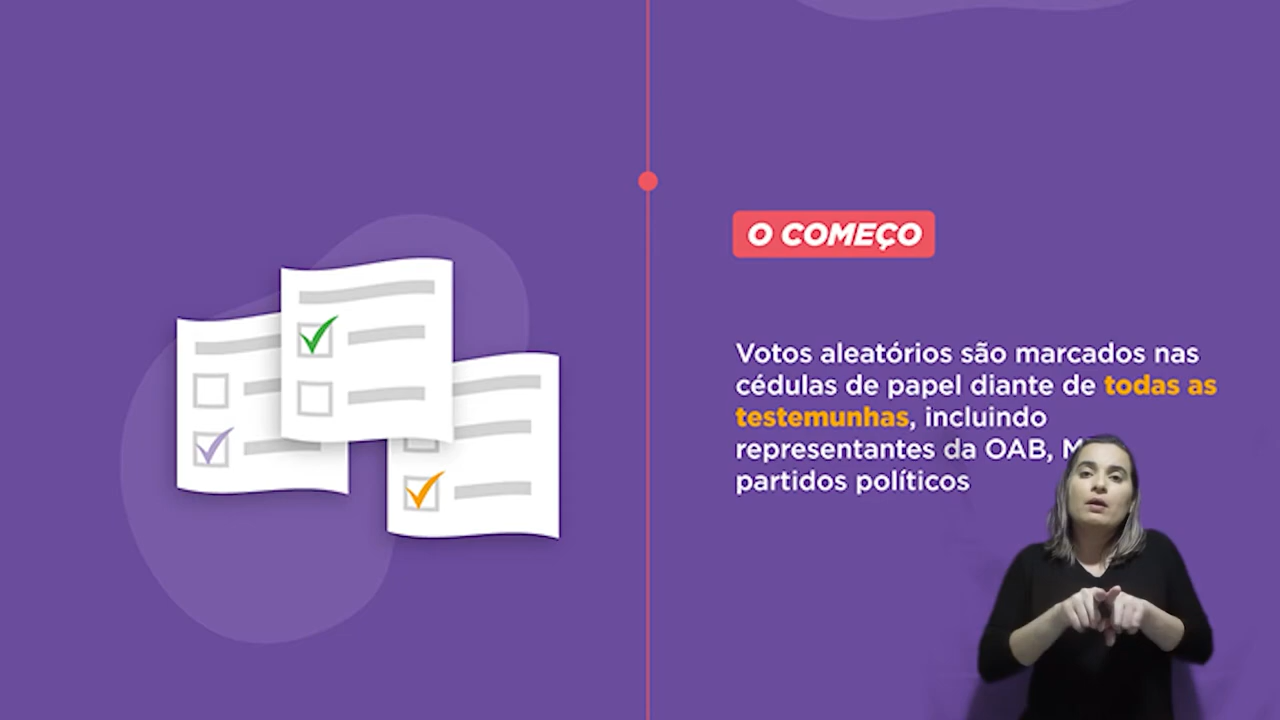 O COMEÇO
Votos aleatórios são marcados nas
cédulas de papel diante de todas as
testemunhas, incluindo
representantes da OAB,
partidos políticos